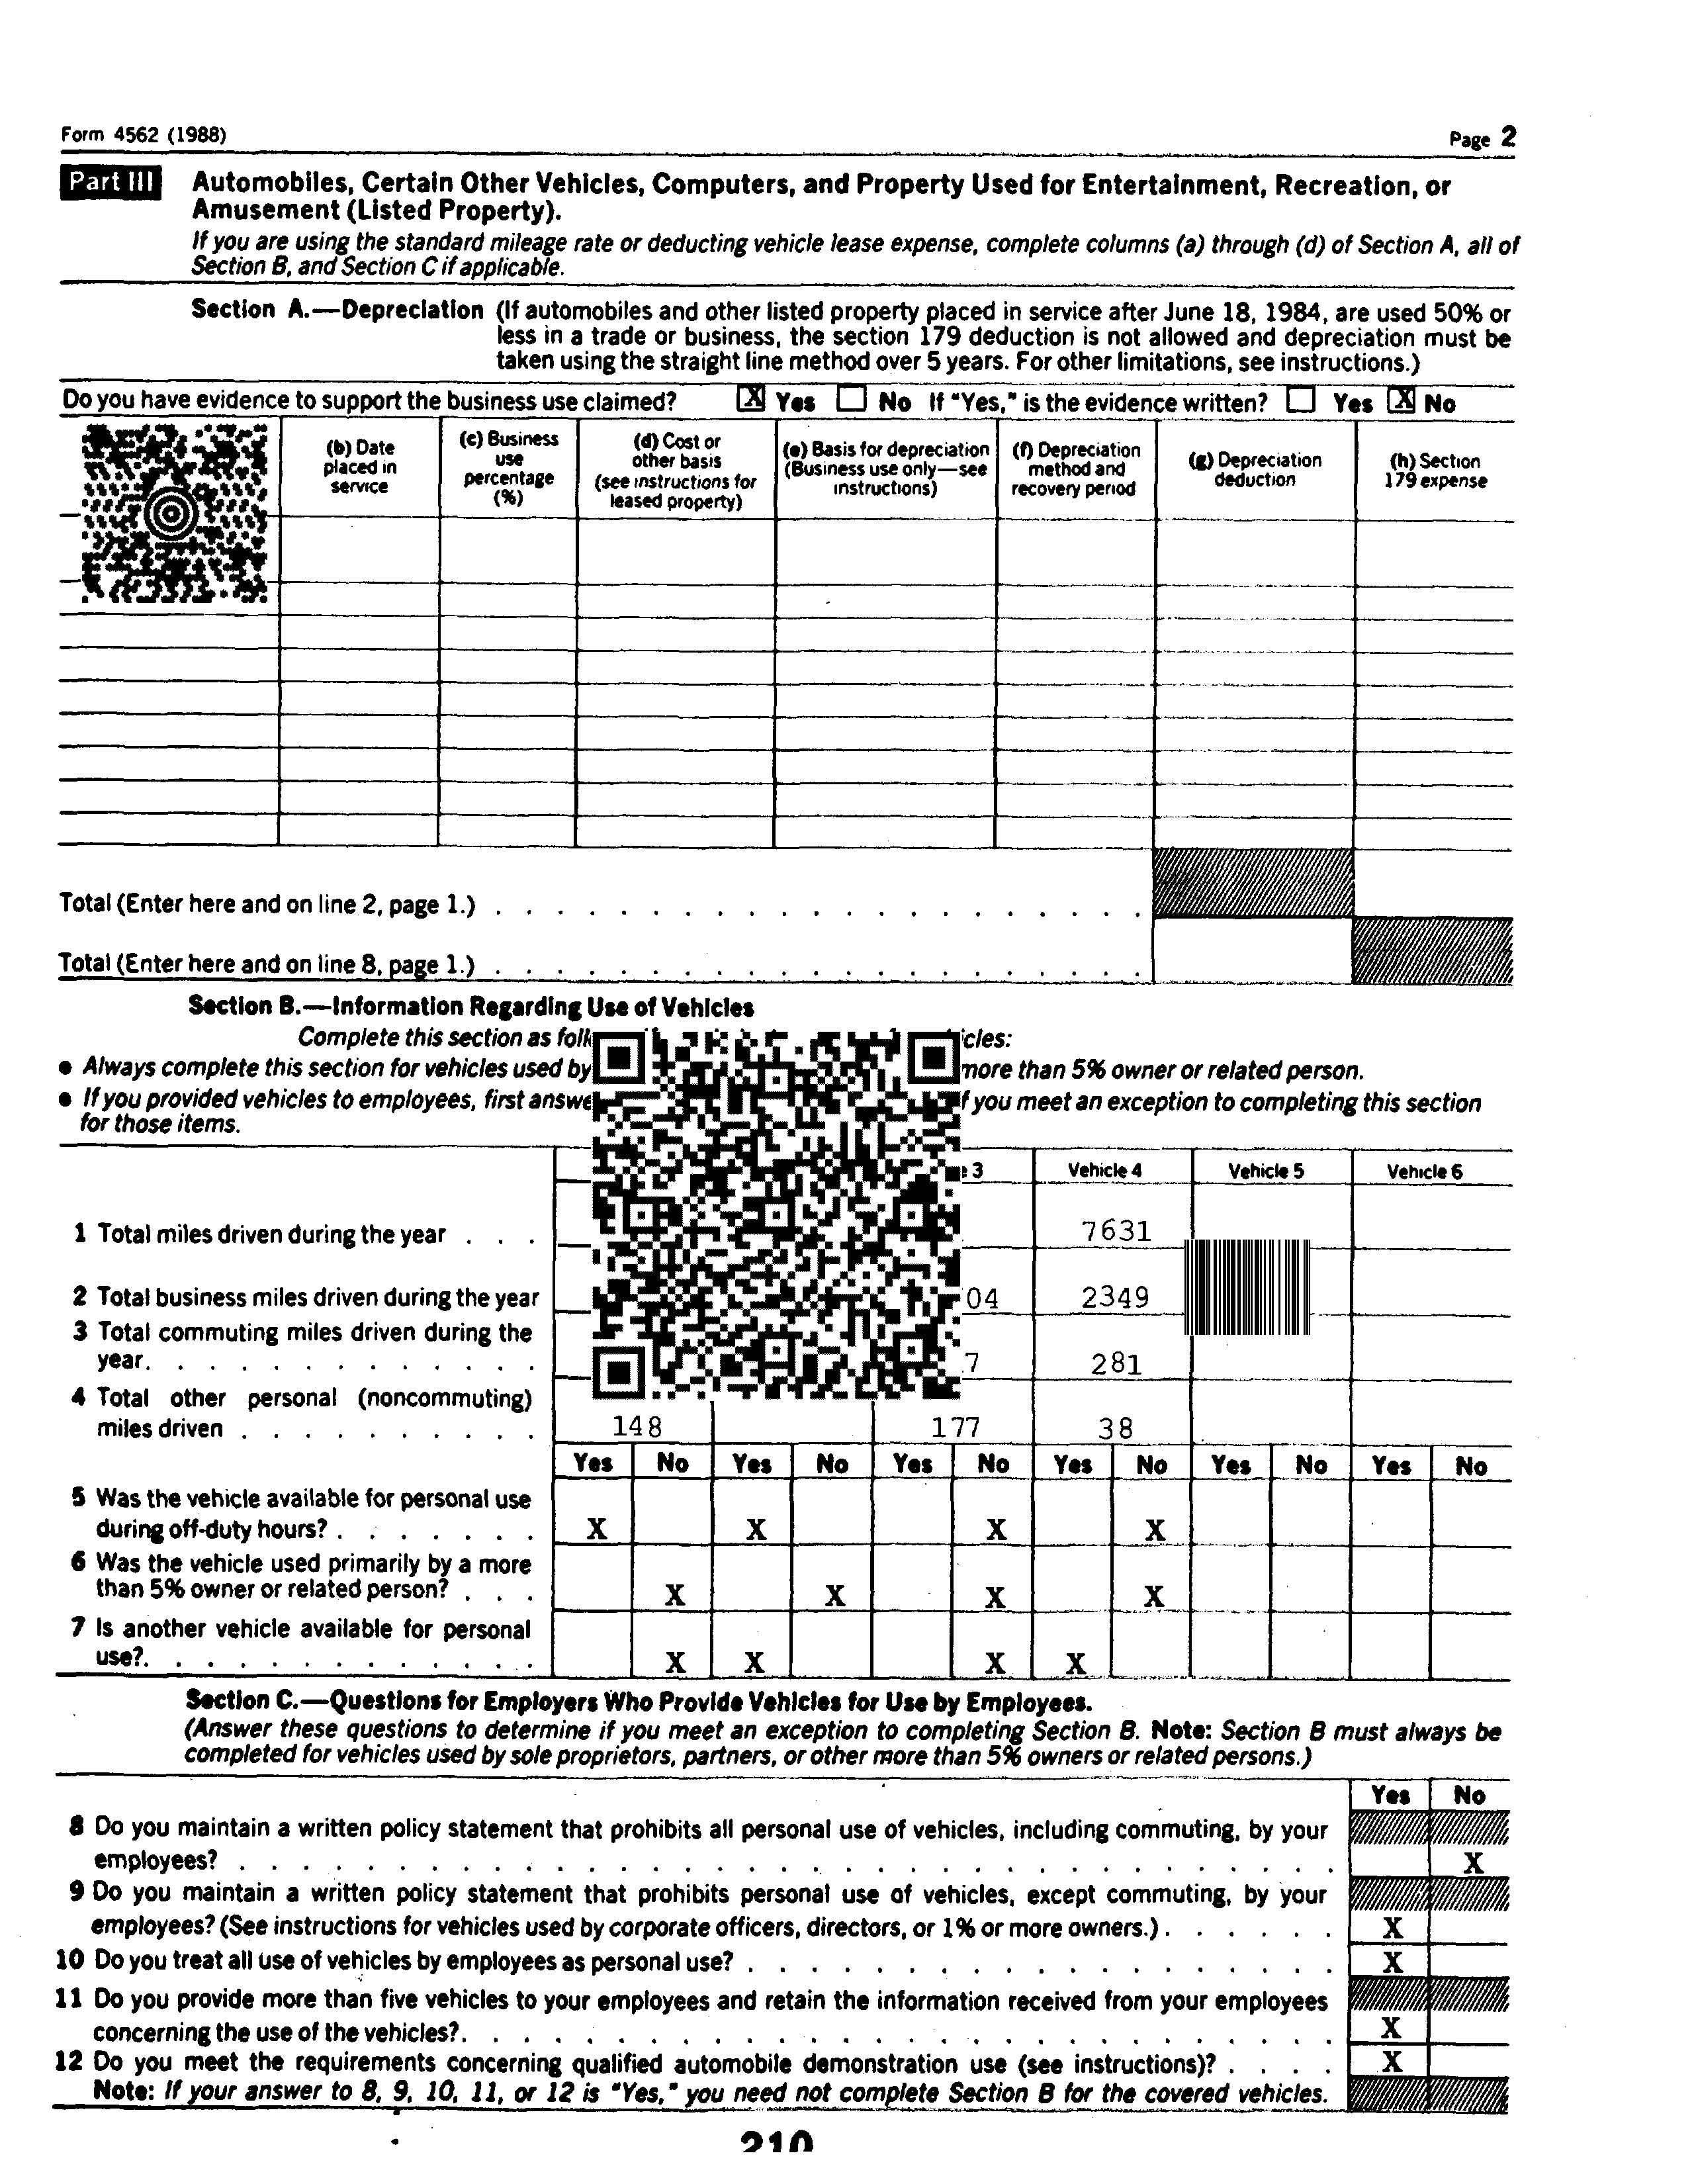 Form 4562 (1988) Page 2
Part III Automobiles, Certain Other Vehicles, Computers, and Property Used for Entertainment, Recreation, or
Amusement (Listed Property).
If you are using the standard mileage rate or deducting vehicle lease expense, complete columns (a) through (d) of Section A, all of
Section B, and Section C if applicable.
Section A.—Depreciation (If automobiles and other listed property placed in service after June 18, 1984, are used 50% or
less in a trade or business, the section 179 deduction is not allowed and depreciation must be
taken using the straight line method over 5 years. For other limitations, see instructions.)
Do you have evidence to support the business use claimed? X Yes No If "Yes," is the evidence written? Yes X No
(b) Date placed in service
(c) Business use percentage (%)
(d) Cost or other basis (see instructions for leased property)
(e) Basis for depreciation (Business use only—see instructions)
(f) Depreciation method and recovery period
(g) Depreciation deduction
(h) Section 179 expense
Total (Enter here and on line 2, page 1.)
Total (Enter here and on line 8, page 1.)
Section B.—Information Regarding Use of Vehicles
Complete this section as
• Always complete this section for vehicles used by more than 5% owner or related person.
• If you provided vehicles to employees, first you meet an exception to completing this section
for those items.
3 Vehicle 4 Vehicle 5 Vehicle 6
1 Total miles driven during the year . . . 7631
2 Total business miles driven during the year 04 2349
3 Total commuting miles driven during the
year. . . . . . . . . . . . . 7 281
4 Total other personal (noncommuting)
miles driven . . . . . . . . . . 148 177 38
Yes No Yes No Yes No Yes No Yes No Yes No
5 Was the vehicle available for personal use
during off-duty hours? . . . . . . . X X X X
6 Was the vehicle used primarily by a more
than 5% owner or related person? . . . X X X X
7 Is another vehicle available for personal
use?. . . . . . . . . . . . . X X X X
Section C.—Questions for Employers Who Provide Vehicles for Use by Employees.
(Answer these questions to determine if you meet an exception to completing Section B. Note: Section B must always be
completed for vehicles used by sole proprietors, partners, or other more than 5% owners or related persons.)
Yes No
8 Do you maintain a written policy statement that prohibits all personal use of vehicles, including commuting, by your
employees? X
9 Do you maintain a written policy statement that prohibits personal use of vehicles, except commuting, by your
employees? (See instructions for vehicles used by corporate officers, directors, or 1% or more owners.) . . . . . . X
10 Do you treat all use of vehicles by employees as personal use? X
11 Do you provide more than five vehicles to your employees and retain the information received from your employees
concerning the use of the vehicles?. X
12 Do you meet the requirements concerning qualified automobile demonstration use (see instructions)? . . . . X
Note: If your answer to 8, 9, 10, 11, or 12 is "Yes," you need not complete Section B for the covered vehicles.
210